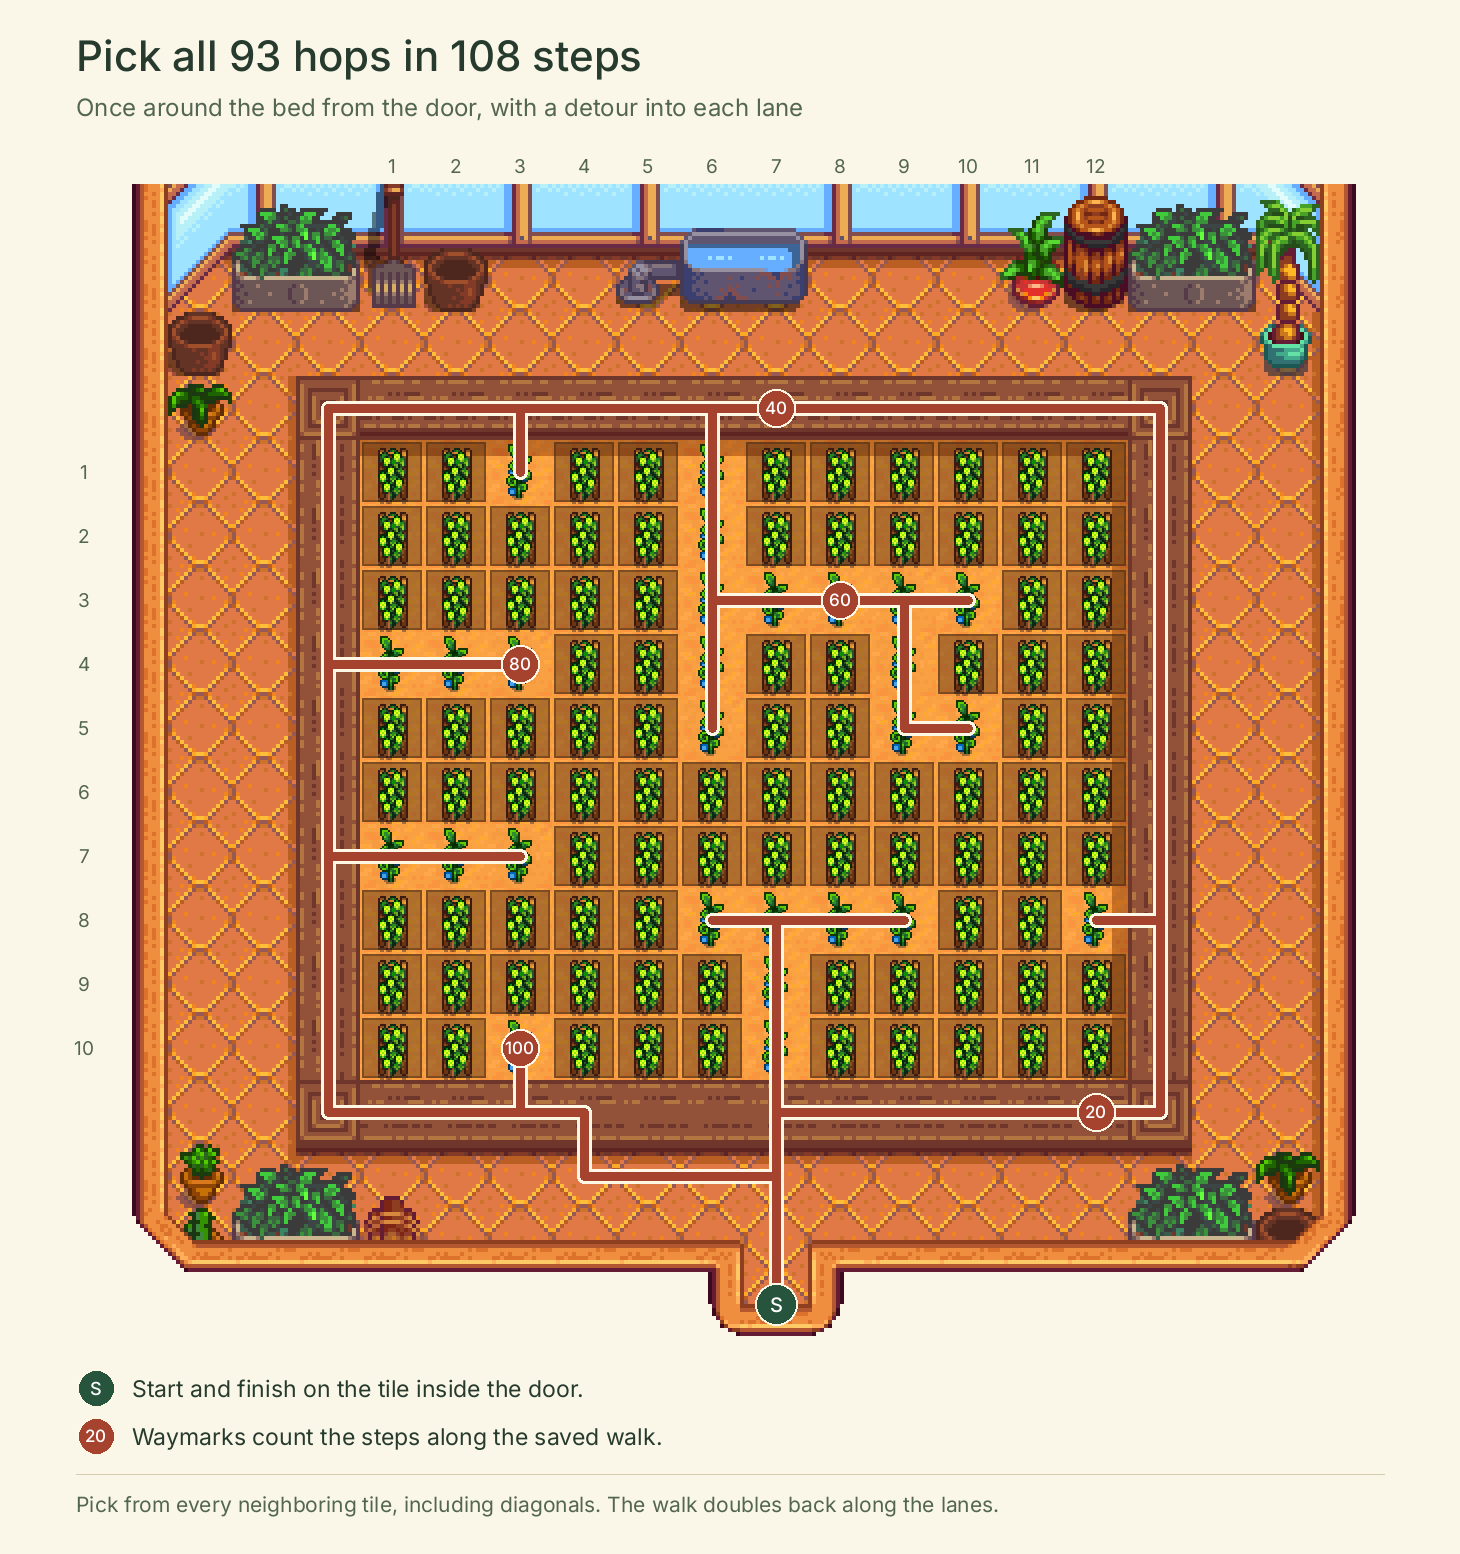 Pick all 93 hops in 108 steps
Once around the bed from the door, with a detour into each lane
1 2 3 4 5 6 7 8 9 10 11 12
40
1
2
3
60
4
80
5
6
7
8
9
10
100
20
S
S Start and finish on the tile inside the door.
20 Waymarks count the steps along the saved walk.
Pick from every neighboring tile, including diagonals. The walk doubles back along the lanes.